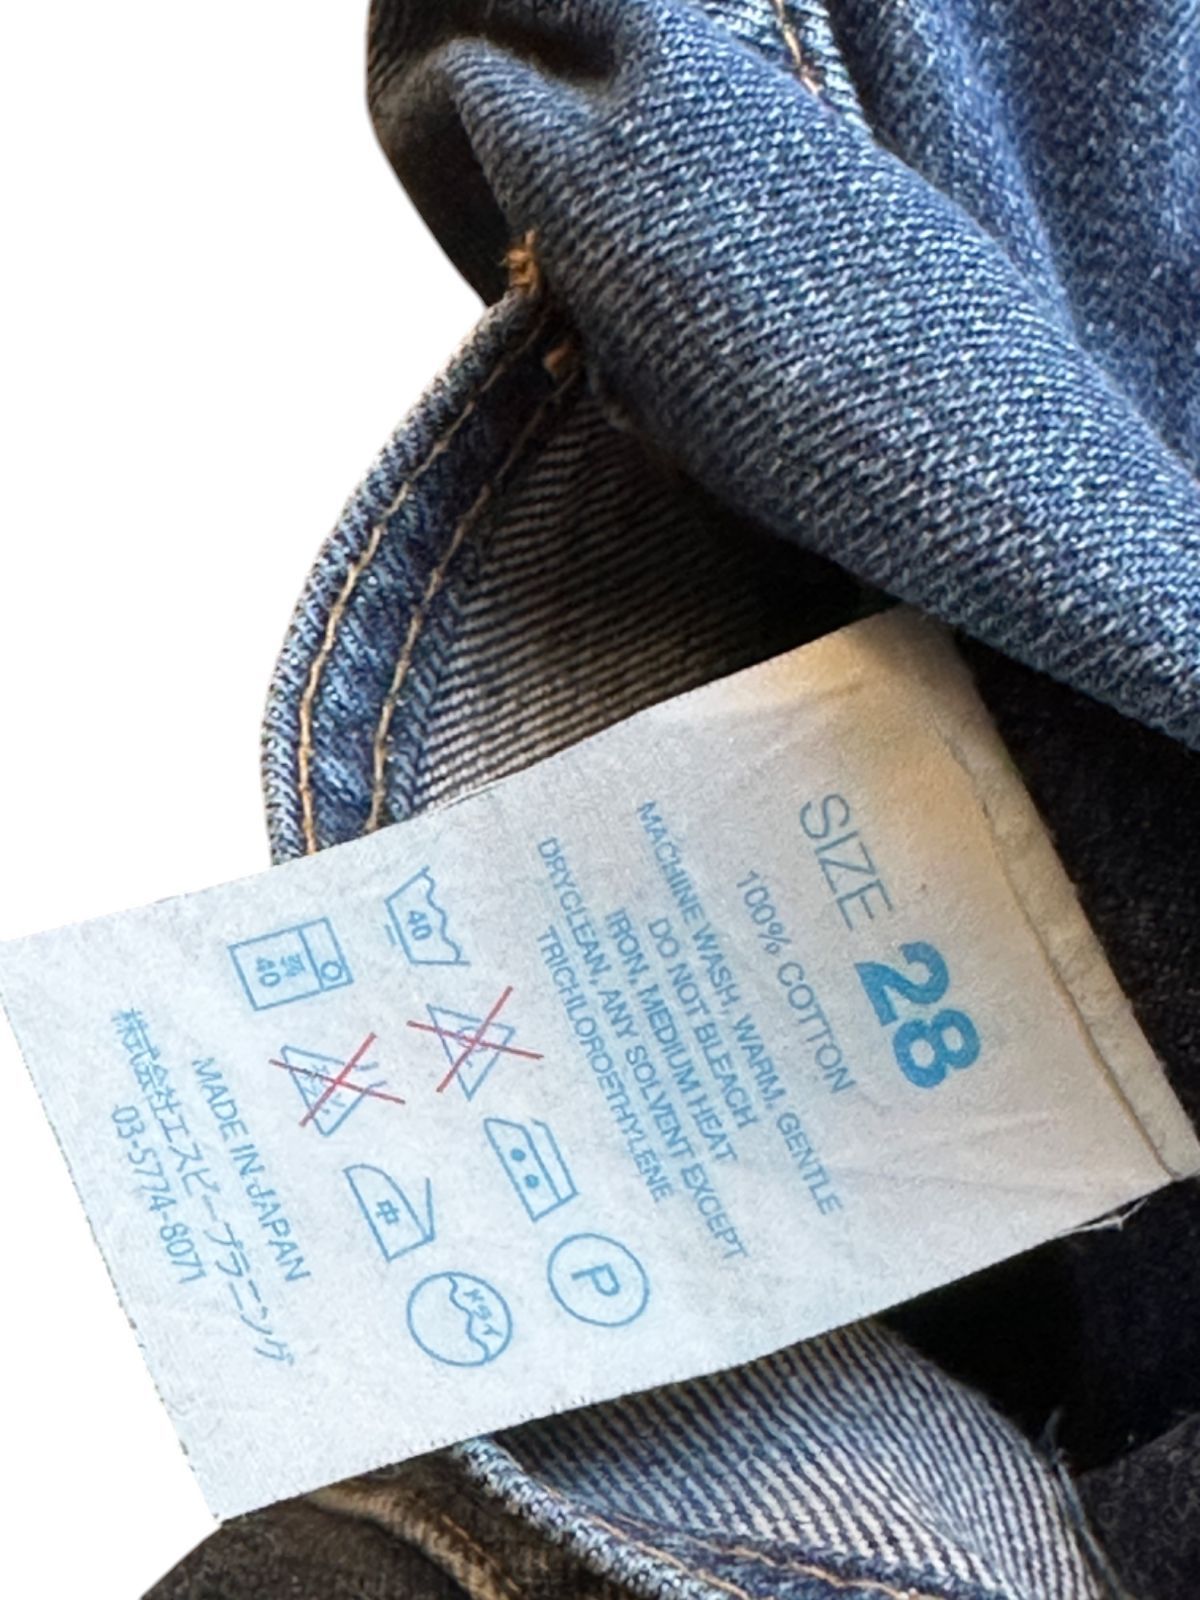 SIZE 28
100% COTTON
MACHINE WASH, WARM, GENTLE
DO NOT BLEACH
IRON, MEDIUM HEAT
DRYCLEAN, ANY SOLVENT EXCEPT
TRICHLOROETHYLENE
40
P
弱
40
中
ドライ
MADE IN JAPAN
株式会社エスピープラニング
03-5774-8071